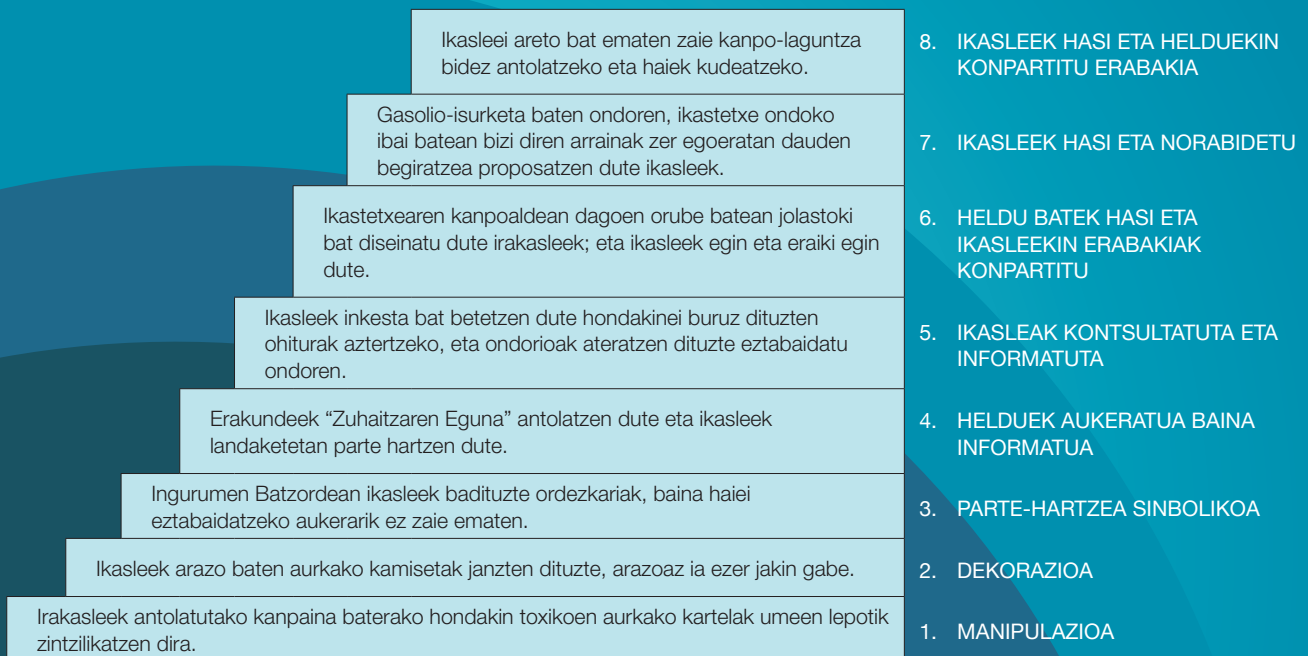 Ikasleei areto bat ematen zaie kanpo-laguntza
bidez antolatzeko eta haiek kudeatzeko.
8. IKASLEEK HASI ETA HELDUEKIN
KONPARTITU ERABAKIA
Gasolio-isurketa baten ondoren, ikastetxe ondoko
ibai batean bizi diren arrainak zer egoeratan dauden
begiratzea proposatzen dute ikasleek.
7. IKASLEEK HASI ETA NORABIDETU
Ikastetxearen kanpoaldean dagoen orube batean jolastoki
bat diseinatu dute irakasleek; eta ikasleek egin eta eraiki egin
dute.
6. HELDU BATEK HASI ETA
IKASLEEKIN ERABAKIAK
KONPARTITU
Ikasleek inkesta bat betetzen dute hondakinei buruz dituzten
ohiturak aztertzeko, eta ondorioak ateratzen dituzte eztabaidatu
ondoren.
5. IKASLEAK KONTSULTATUTA ETA
INFORMATUTA
Erakundeek “Zuhaitzaren Eguna” antolatzen dute eta ikasleek
landaketetan parte hartzen dute.
4. HELDUEK AUKERATUA BAINA
INFORMATUA
Ingurumen Batzordean ikasleek badituzte ordezkariak, baina haiei
eztabaidatzeko aukerarik ez zaie ematen.
3. PARTE-HARTZEA SINBOLIKOA
Ikasleek arazo baten aurkako kamisetak janzten dituzte, arazoaz ia ezer jakin gabe.
2. DEKORAZIOA
Irakasleek antolatutako kanpaina baterako hondakin toxikoen aurkako kartelak umeen lepotik
zintzilikatzen dira.
1. MANIPULAZIOA